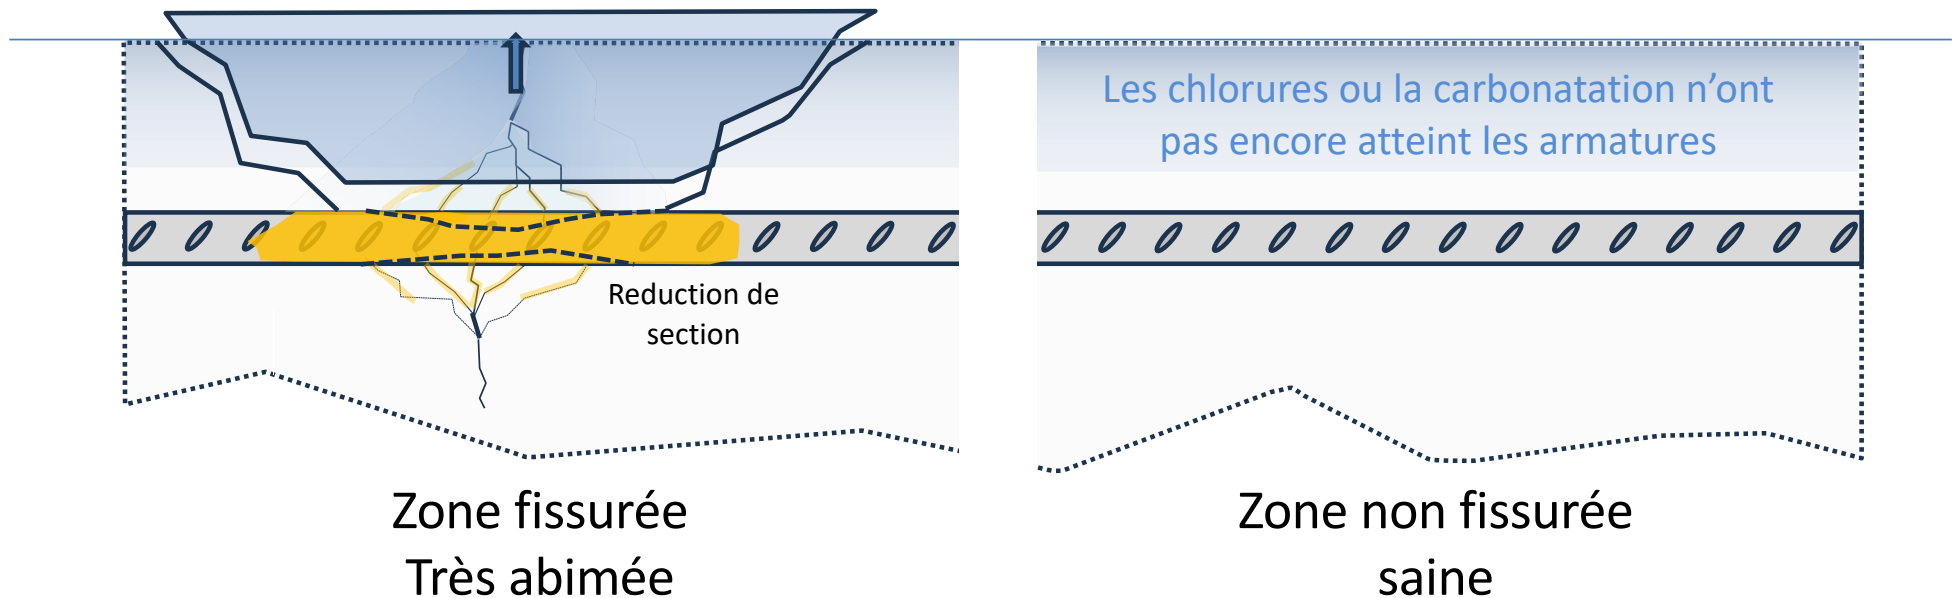 Les chlorures ou la carbonatation n’ont
pas encore atteint les armatures
Reduction de
section
Zone fissurée
Très abimée
Zone non fissurée
saine